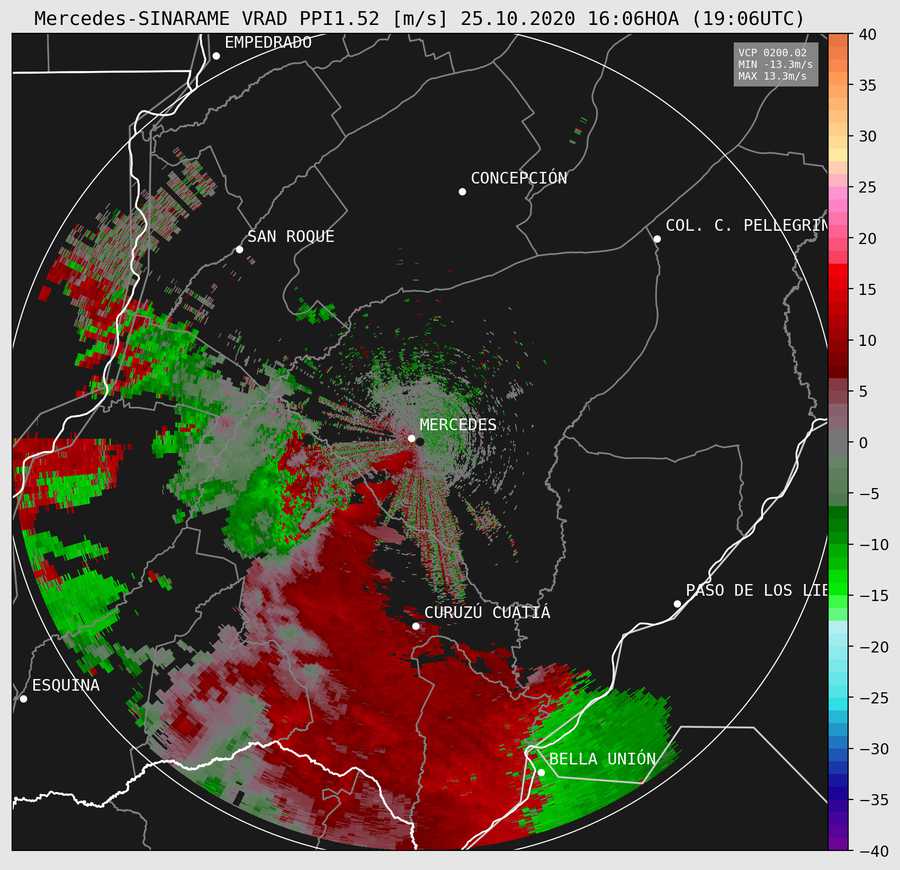 Mercedes-SINARAME VRAD PPI1.52 [m/s] 25.10.2020 16:06HOA (19:06UTC)
VCP 0200.02
MIN -13.3m/s
MAX 13.3m/s
EMPEDRADO
CONCEPCIÓN
SAN ROQUE
COL. C. PELLEGRIN
MERCEDES
PASO DE LOS LIE
CURUZÚ CUATIÁ
ESQUINA
BELLA UNIÓN
40
35
30
25
20
15
10
5
0
−5
−10
−15
−20
−25
−30
−35
−40